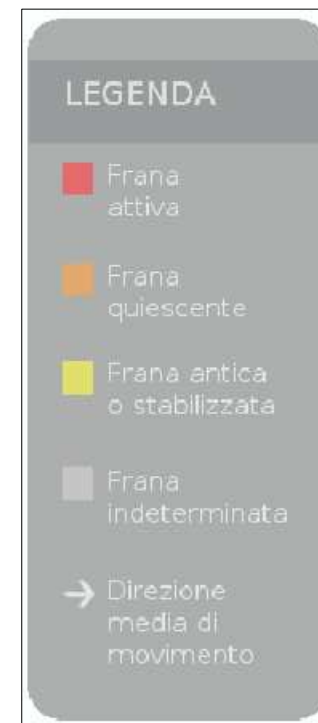 LEGENDA
Frana
attiva
Frana
quiescente
Frana antica
o stabilizzata
Frana
indeterminata
Direzione
media di
movimento